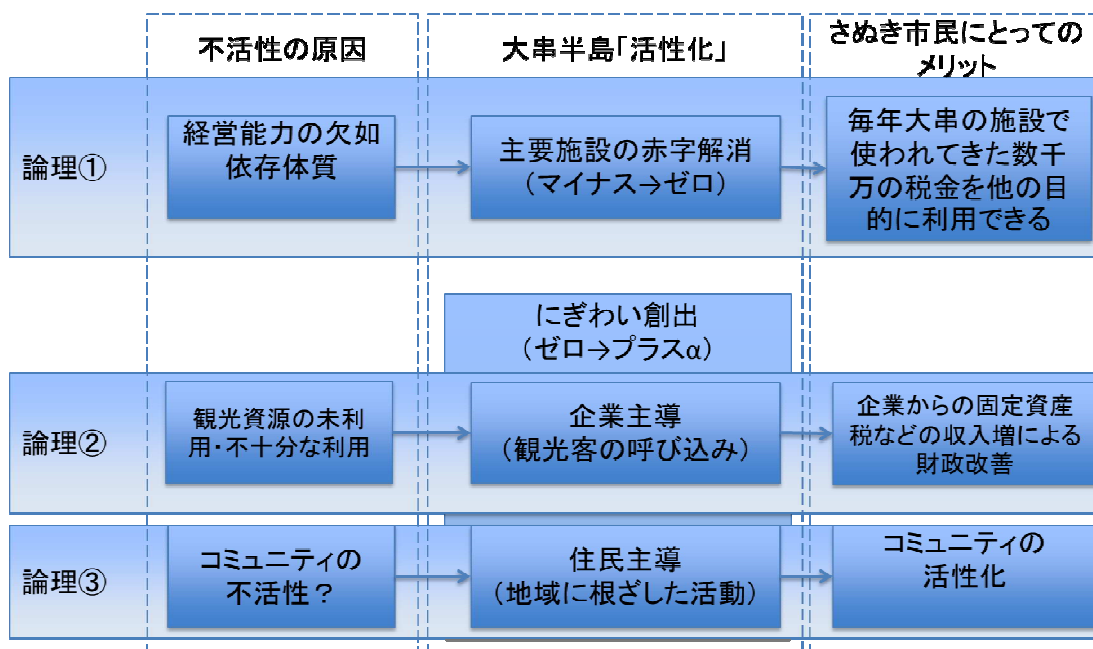 不活性の原因
大串半島「活性化」
さぬき市民にとっての
メリット
論理①
経営能力の欠如
依存体質
主要施設の赤字解消
（マイナス→ゼロ）
毎年大串の施設で
使われてきた数千
万の税金を他の目
的に利用できる
にぎわい創出
（ゼロ→プラスα）
論理②
観光資源の未利
用・不十分な利用
企業主導
（観光客の呼び込み）
企業からの固定資産
税などの収入増による
財政改善
論理③
コミュニティの
不活性？
住民主導
（地域に根ざした活動）
コミュニティの
活性化